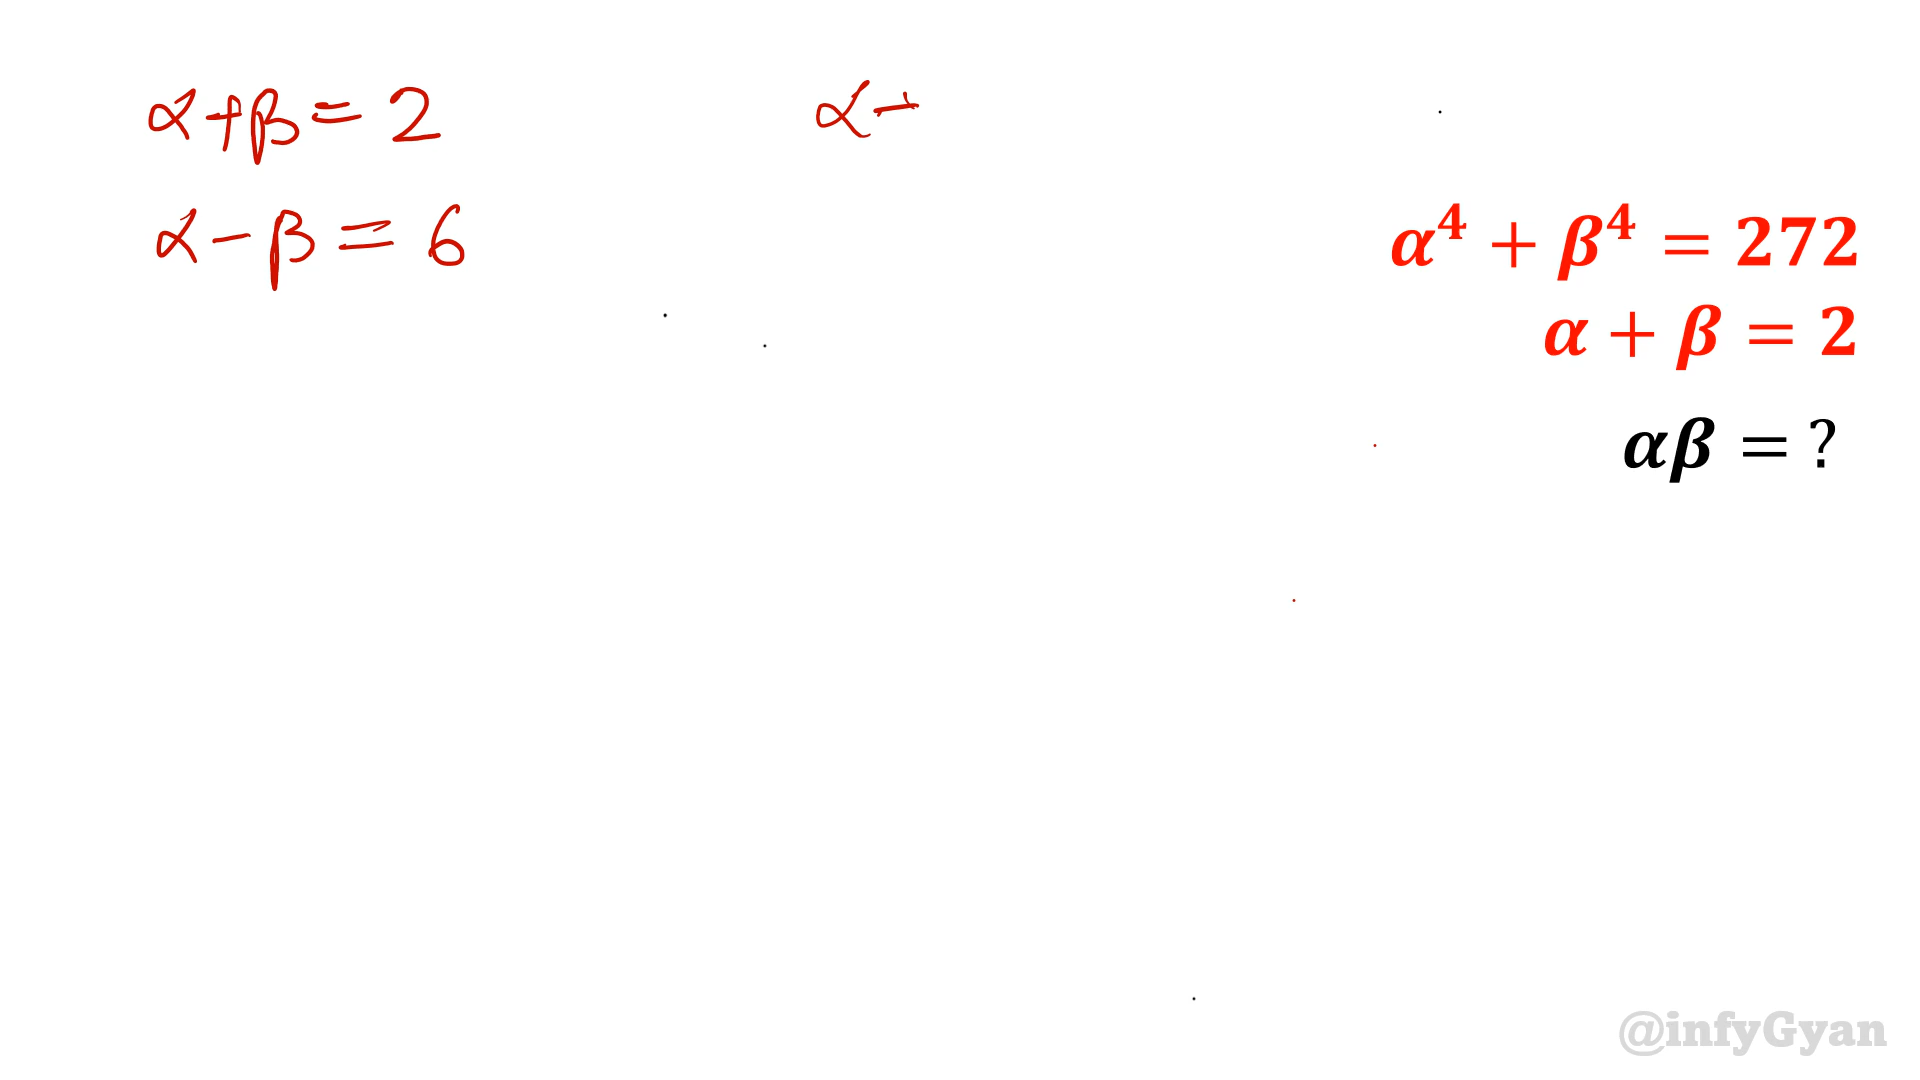 α+β=2
α-β=6
α-
α⁴ + β⁴ = 272
α + β = 2
αβ = ?
@infyGyan